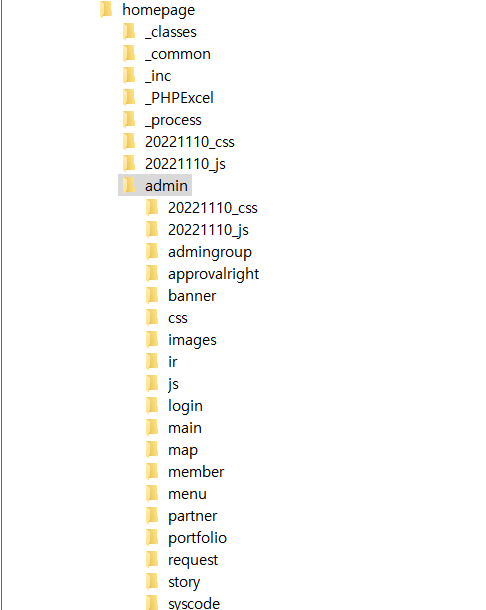 homepage
_classes
_common
_inc
_PHPExcel
_process
20221110_css
20221110_js
admin
20221110_css
20221110_js
admingroup
approvalright
banner
css
images
ir
js
login
main
map
member
menu
partner
portfolio
request
story
syscode